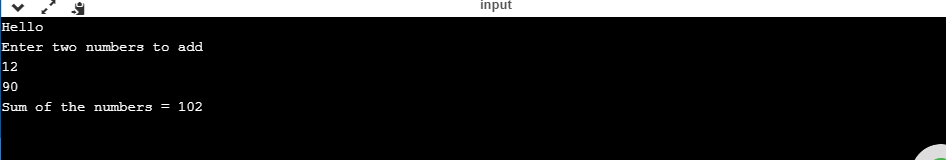 input
Hello
Enter two numbers to add
12
90
Sum of the numbers = 102